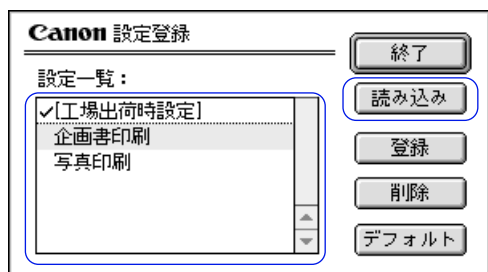 Canon 設定登録
設定一覧：
✓[工場出荷時設定]
企画書印刷
写真印刷
終了
読み込み
登録
削除
デフォルト